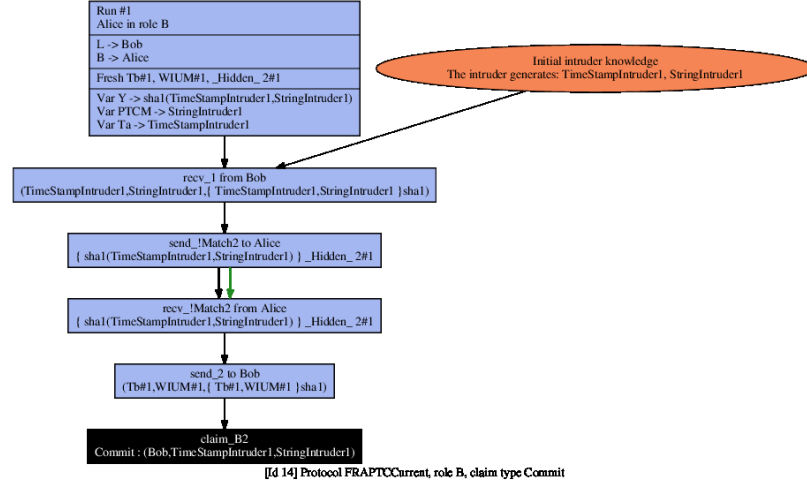 Run #1
Alice in role B
L -> Bob
B -> Alice
Fresh Tb#1, WIUM#1, _Hidden_ 2#1
Var Y -> sha1(TimeStampIntruder1,StringIntruder1)
Var PTCM -> StringIntruder1
Var Ta -> TimeStampIntruder1
Initial intruder knowledge
The intruder generates: TimeStampIntruder1, StringIntruder1
recv_1 from Bob
(TimeStampIntruder1,StringIntruder1,{ TimeStampIntruder1,StringIntruder1 }sha1)
send_!Match2 to Alice
{ sha1(TimeStampIntruder1,StringIntruder1) } _Hidden_ 2#1
recv_!Match2 from Alice
{ sha1(TimeStampIntruder1,StringIntruder1) } _Hidden_ 2#1
send_2 to Bob
(Tb#1,WIUM#1,{ Tb#1,WIUM#1 }sha1)
claim_B2
Commit : (Bob,TimeStampIntruder1,StringIntruder1)
[Id 14] Protocol FRAPTCCurrent, role B, claim type Commit